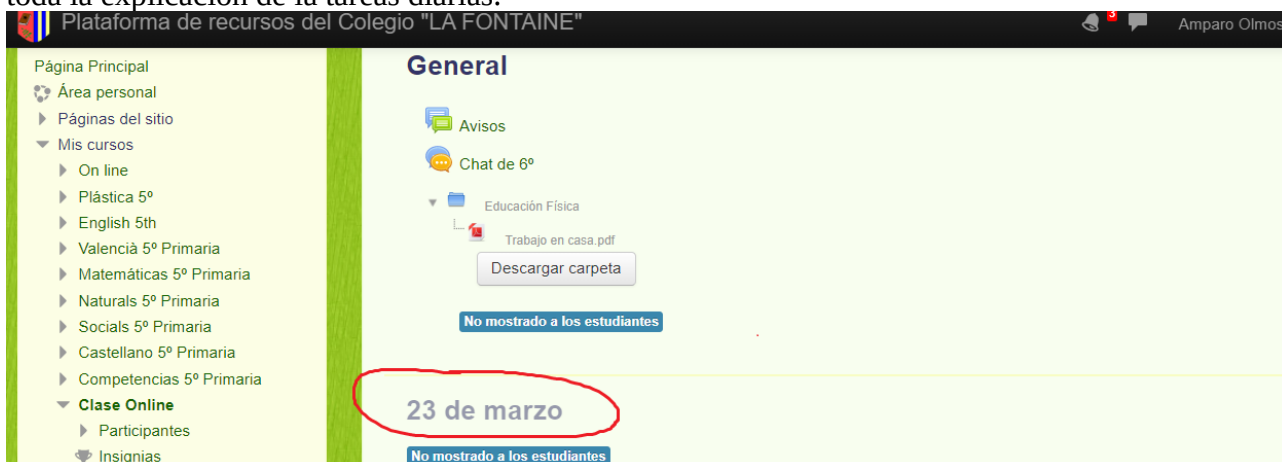 toda la explicación de la tareas diarias.
Plataforma de recursos del Colegio "LA FONTAINE"
3
Amparo Olmos
Página Principal
Área personal
Páginas del sitio
Mis cursos
On line
Plástica 5º
English 5th
Valencià 5º Primaria
Matemáticas 5º Primaria
Naturals 5º Primaria
Socials 5º Primaria
Castellano 5º Primaria
Competencias 5º Primaria
Clase Online
Participantes
Insignias
General
Avisos
Chat de 6º
Educación Física
Trabajo en casa.pdf
Descargar carpeta
No mostrado a los estudiantes
23 de marzo
No mostrado a los estudiantes